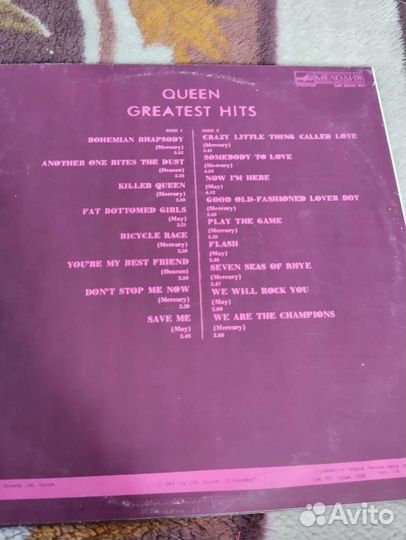 МЕЛОДИЯ
QUEEN
GREATEST HITS
SIDE 1
BOHEMIAN RHAPSODY
(Mercury)
ANOTHER ONE BITES THE DUST
(Deacon)
KILLER QUEEN
(Mercury)
FAT BOTTOMED GIRLS
(May)
BICYCLE RACE
(Mercury)
YOU'RE MY BEST FRIEND
(Deacon)
DON'T STOP ME NOW
(Mercury)
SAVE ME
(May)
SIDE 2
CRAZY LITTLE THING CALLED LOVE
(Mercury)
SOMEBODY TO LOVE
(Mercury)
NOW I'M HERE
(May)
GOOD OLD-FASHIONED LOVER BOY
(Mercury)
PLAY THE GAME
(Mercury)
FLASH
(May)
SEVEN SEAS OF RHYE
(Mercury)
WE WILL ROCK YOU
(May)
WE ARE THE CHAMPIONS
(Mercury)
Avito